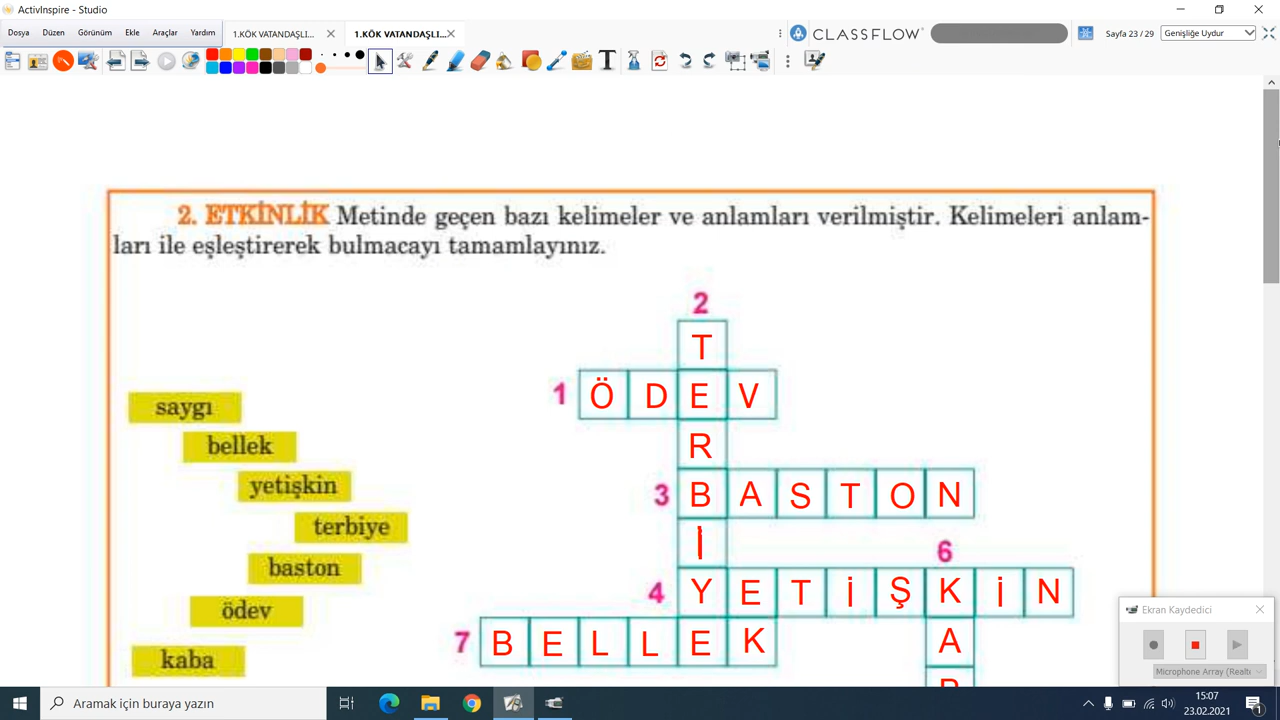 ActivInspire - Studio
Dosya Düzen Görünüm Ekle Araçlar Yardım
1.KÖK VATANDAŞLI...
1.KÖK VATANDAŞLI...
CLASSFLOW
Sayfa 23 / 29
Genişliğe Uydur
2. ETKİNLİK Metinde geçen bazı kelimeler ve anlamları verilmiştir. Kelimeleri anlam-
ları ile eşleştirerek bulmacayı tamamlayınız.
2
T
1 Ö D E V
R
3 B A S T O N
İ
6
4 Y E T İ Ş K İ N
7 B E L L E K
A
saygı
bellek
yetişkin
terbiye
baston
ödev
kaba
Ekran Kaydedici
Microphone Array (Realte
Aramak için buraya yazın
15:07
23.02.2021
1